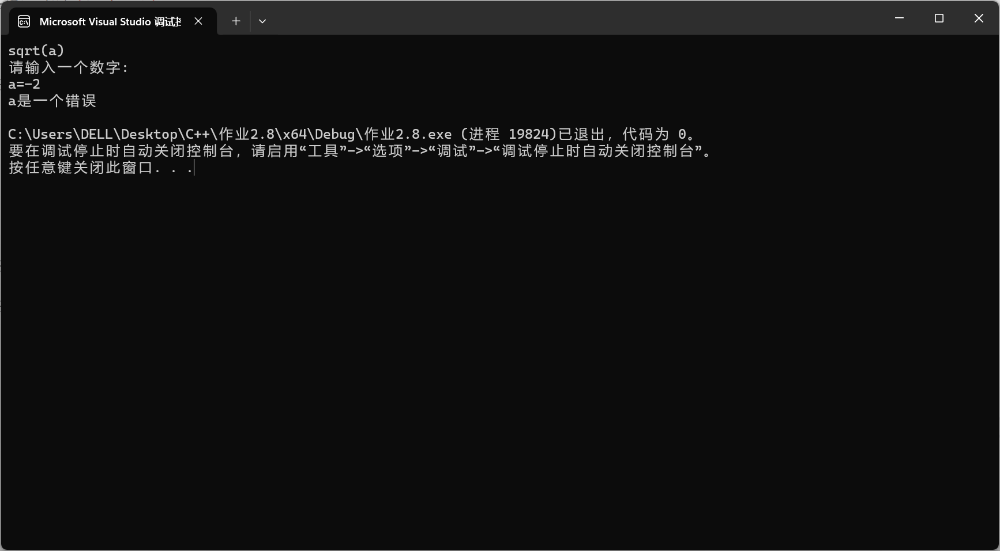 Microsoft Visual Studio 调试
sqrt(a)
请输入一个数字:
a=-2
a是一个错误
C:\Users\DELL\Desktop\C++\作业2.8\x64\Debug\作业2.8.exe (进程 19824)已退出，代码为 0。
要在调试停止时自动关闭控制台，请启用“工具”->“选项”->“调试”->“调试停止时自动关闭控制台”。
按任意键关闭此窗口. . .